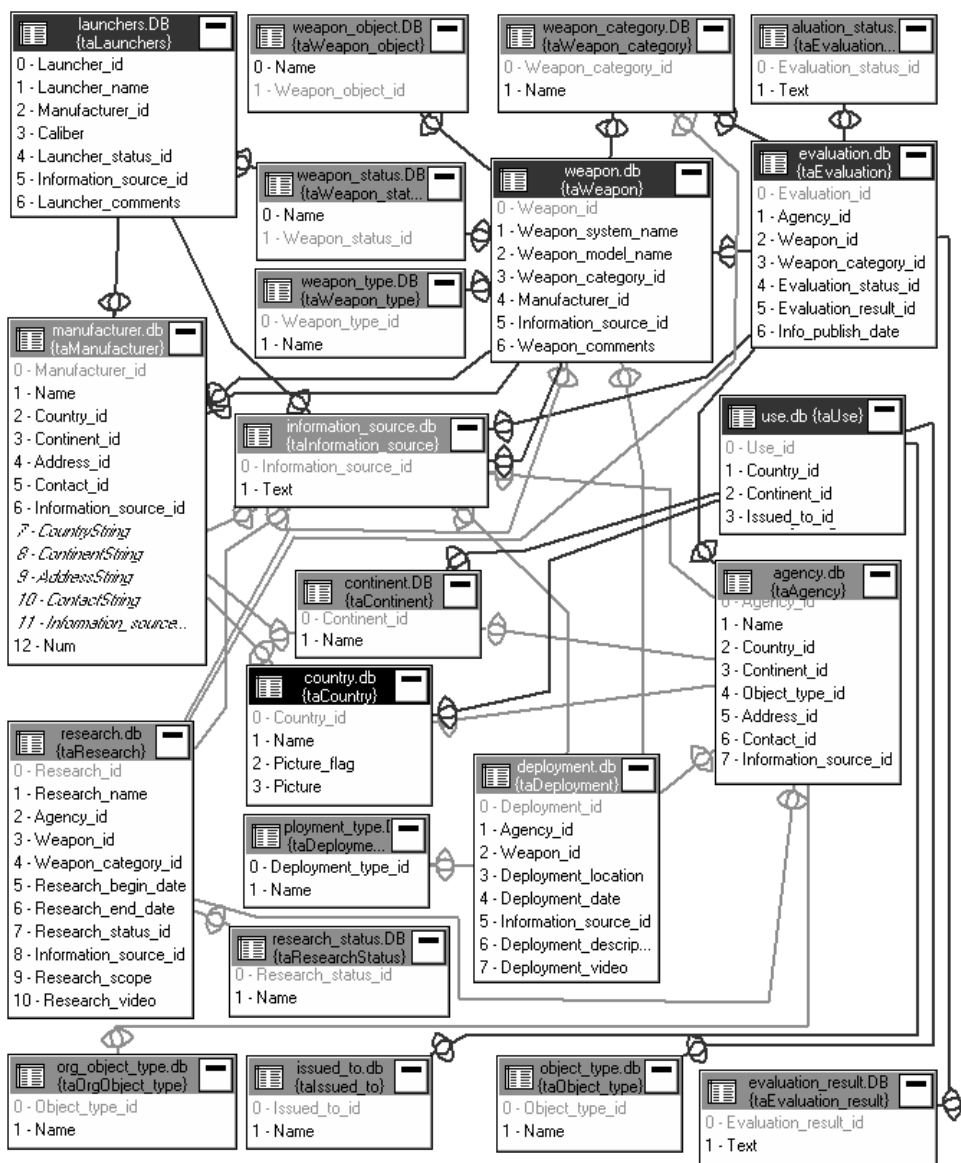 launchers.DB
{taLaunchers}
0 - Launcher_id
1 - Launcher_name
2 - Manufacturer_id
3 - Caliber
4 - Launcher_status_id
5 - Information_source_id
6 - Launcher_comments
weapon_object.DB
{taWeapon_object}
0 - Name
1 - Weapon_object_id
weapon_category.DB
{taWeapon_category}
0 - Weapon_category_id
1 - Name
aluation_status.
{taEvaluation...
0 - Evaluation_status_id
1 - Text
weapon_status.DB
{taWeapon_stat...
0 - Name
1 - Weapon_status_id
weapon.db
{taWeapon}
0 - Weapon_id
1 - Weapon_system_name
2 - Weapon_model_name
3 - Weapon_category_id
4 - Manufacturer_id
5 - Information_source_id
6 - Weapon_comments
evaluation.db
{taEvaluation}
0 - Evaluation_id
1 - Agency_id
2 - Weapon_id
3 - Weapon_category_id
4 - Evaluation_status_id
5 - Evaluation_result_id
6 - Info_publish_date
weapon_type.DB
{taWeapon_type}
0 - Weapon_type_id
1 - Name
manufacturer.db
{taManufacturer}
0 - Manufacturer_id
1 - Name
2 - Country_id
3 - Continent_id
4 - Address_id
5 - Contact_id
6 - Information_source_id
7 - CountryString
8 - ContinentString
9 - AddressString
10 - ContactString
11 - Information_source...
12 - Num
information_source.db
{taInformation_source}
0 - Information_source_id
1 - Text
use.db {taUse}
0 - Use_id
1 - Country_id
2 - Continent_id
3 - Issued_to_id
continent.DB
{taContinent}
0 - Continent_id
1 - Name
agency.db
{taAgency}
0 - Agency_id
1 - Name
2 - Country_id
3 - Continent_id
4 - Object_type_id
5 - Address_id
6 - Contact_id
7 - Information_source_id
country.db
{taCountry}
0 - Country_id
1 - Name
2 - Picture_flag
3 - Picture
research.db
{taResearch}
0 - Research_id
1 - Research_name
2 - Agency_id
3 - Weapon_id
4 - Weapon_category_id
5 - Research_begin_date
6 - Research_end_date
7 - Research_status_id
8 - Information_source_id
9 - Research_scope
10 - Research_video
deployment.db
{taDeployment}
0 - Deployment_id
1 - Agency_id
2 - Weapon_id
3 - Deployment_location
4 - Deployment_date
5 - Information_source_id
6 - Deployment_descrip...
7 - Deployment_video
ployment_type.D
{taDeployme...
0 - Deployment_type_id
1 - Name
research_status.DB
{taResearchStatus}
0 - Research_status_id
1 - Name
org_object_type.db
{taOrgObject_type}
0 - Object_type_id
1 - Name
issued_to.db
{taIssued_to}
0 - Issued_to_id
1 - Name
object_type.db
{taObject_type}
0 - Object_type_id
1 - Name
evaluation_result.DB
{taEvaluation_result}
0 - Evaluation_result_id
1 - Text